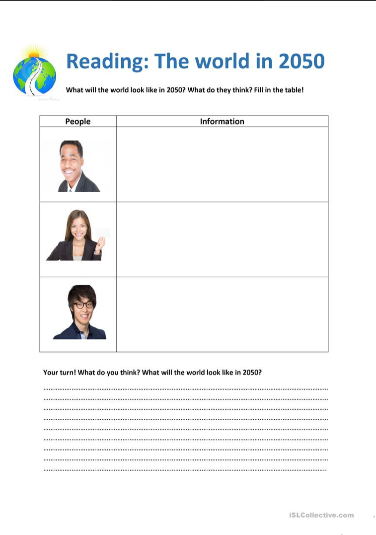 Reading: The world in 2050
What will the world look like in 2050? What do they think? Fill in the table!
People Information
Your turn! What do you think? What will the world look like in 2050?
iSLCollective.com